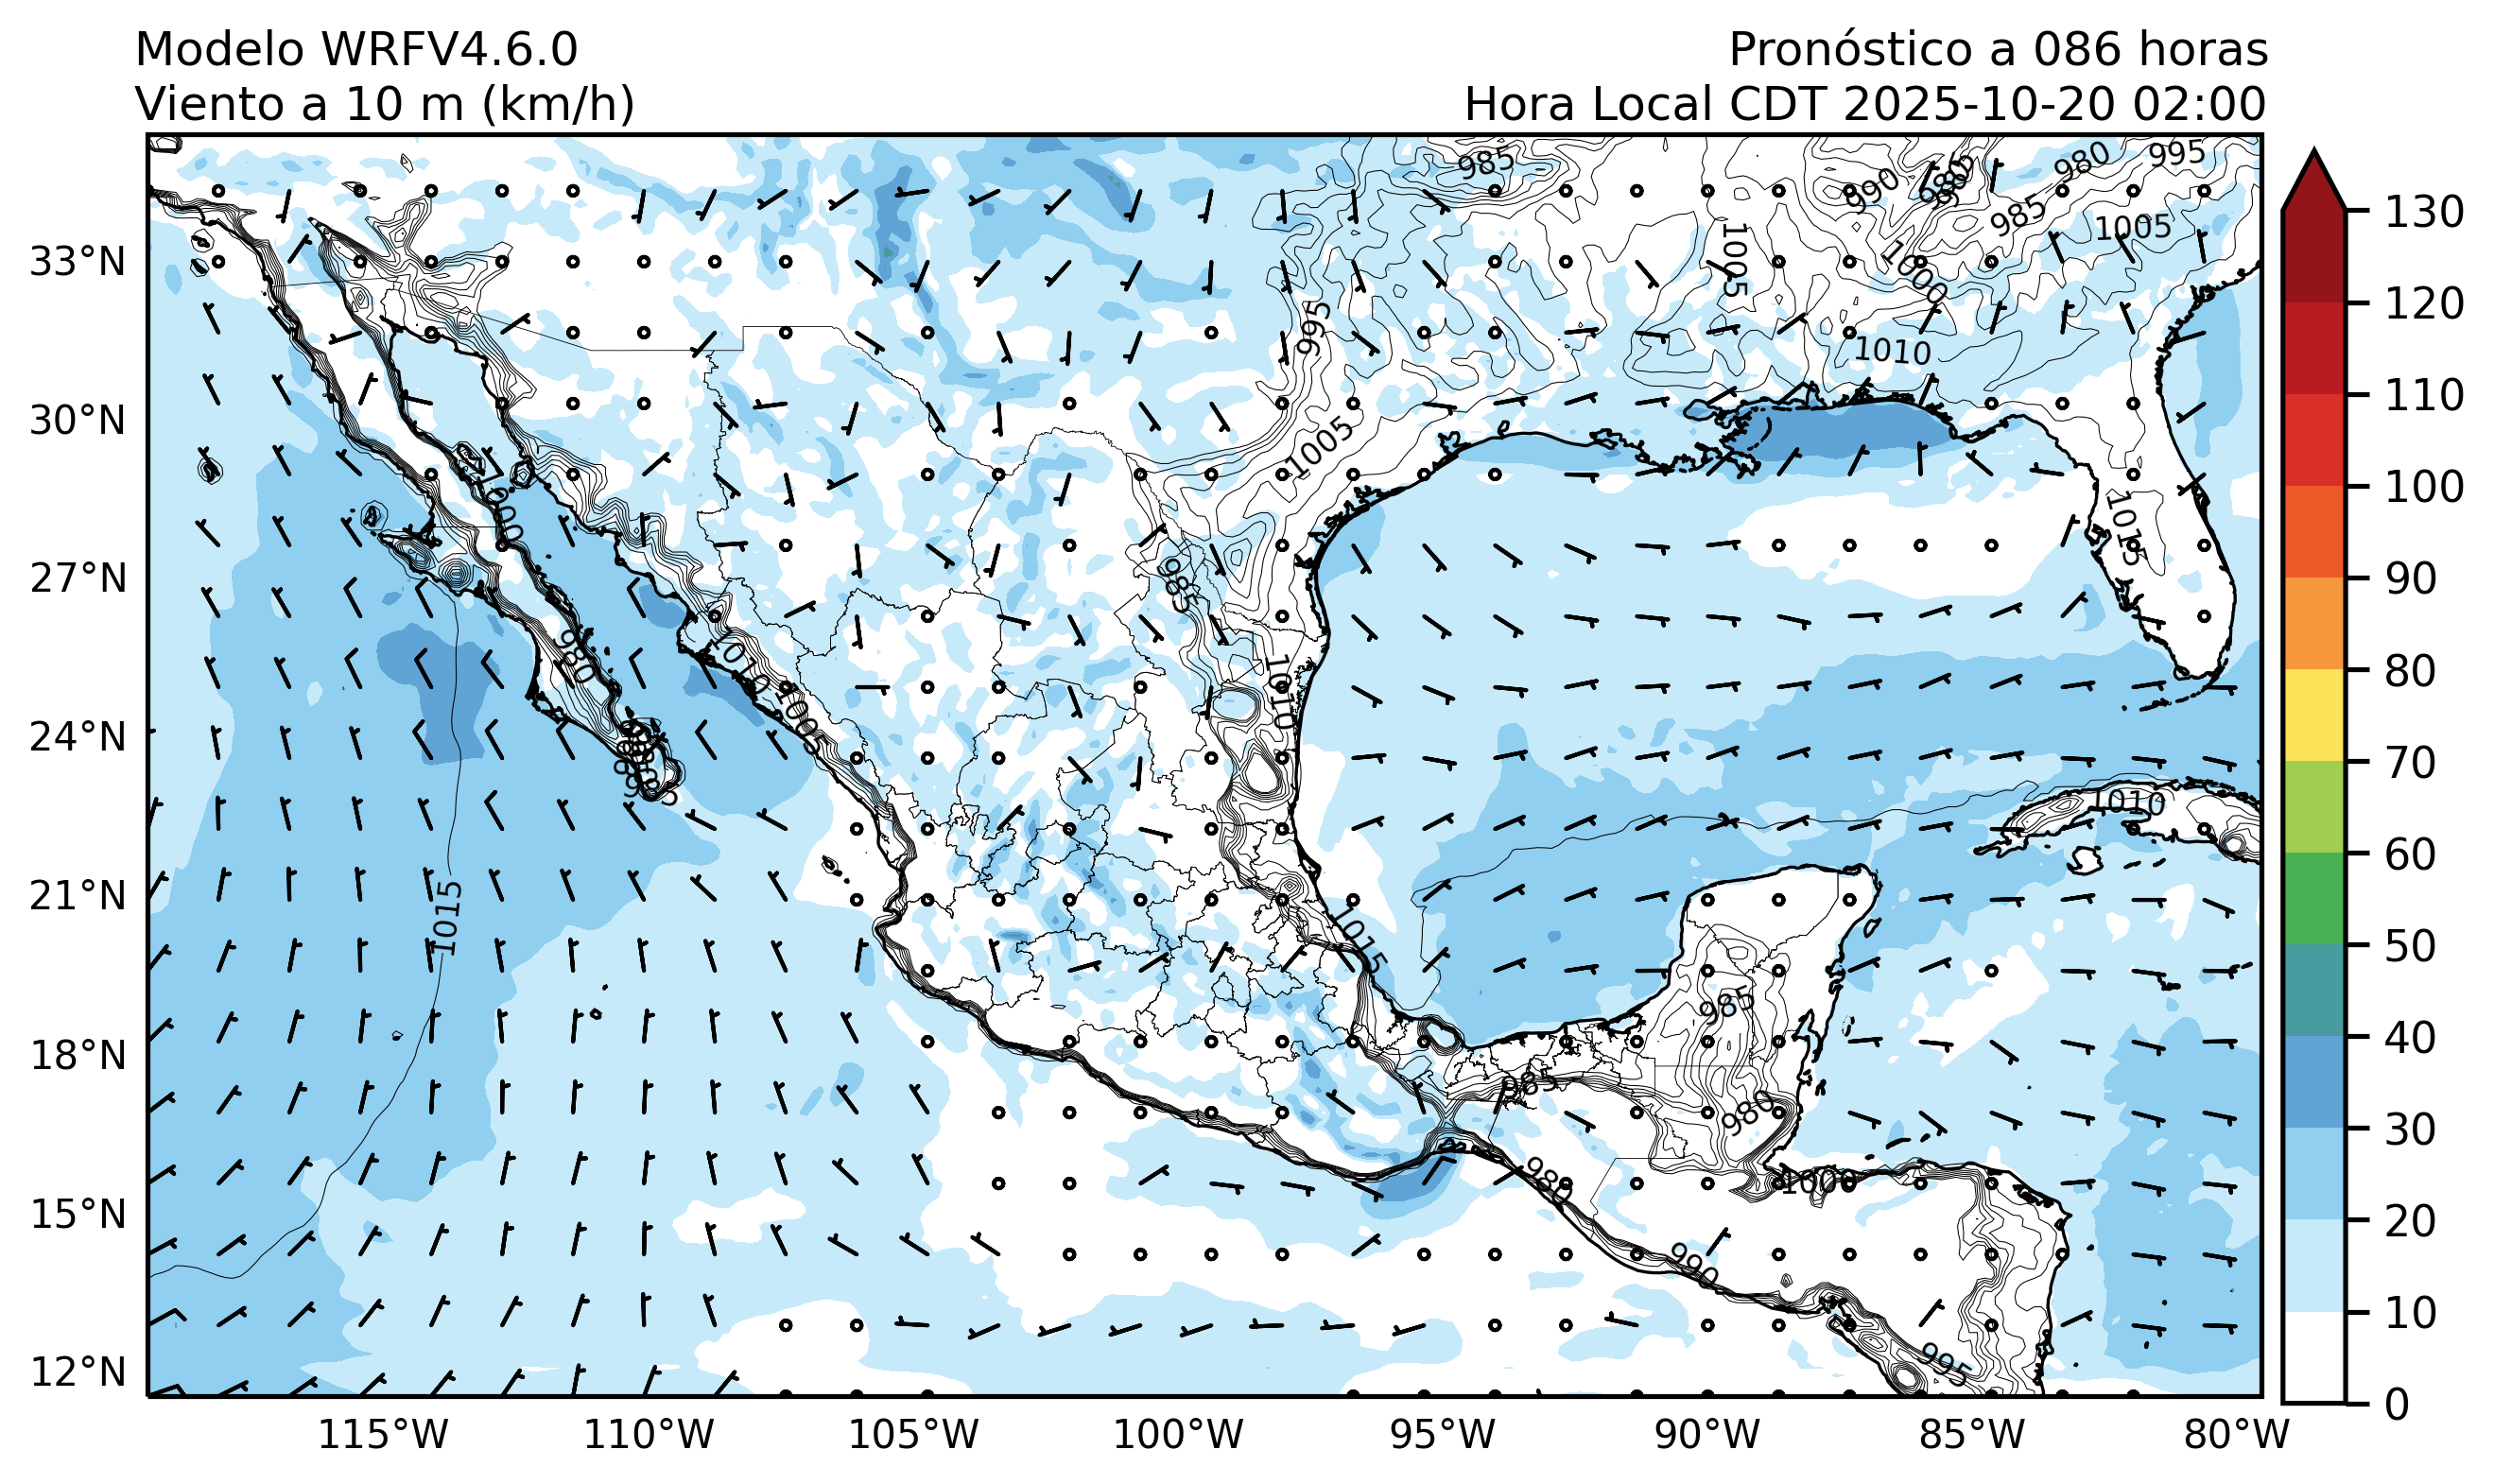 Modelo WRFV4.6.0
Pronóstico a 086 horas
Viento a 10 m (km/h)
Hora Local CDT 2025-10-20 02:00
33°N
30°N
27°N
24°N
21°N
18°N
15°N
12°N
115°W
110°W
105°W
100°W
95°W
90°W
85°W
80°W
130
120
110
100
90
80
70
60
50
40
30
20
10
0
985
990
980
995
985
1005
1005
1000
995
1010
1005
1000
1015
985
980
1010
1005
1010
1010
1015
1015
985
985
980
980
1000
990
995